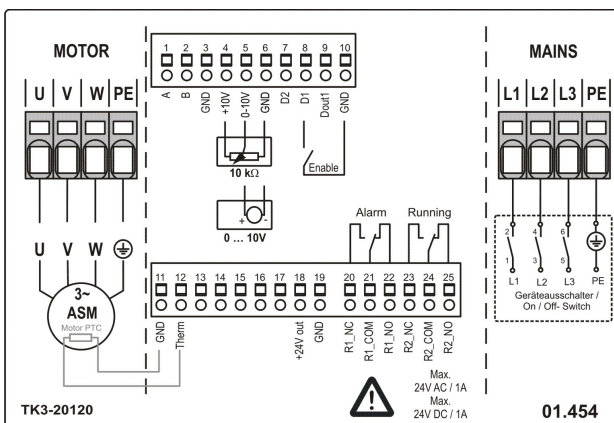 MOTOR
U V W PE
U V W
3~
ASM
Motor PTC
1 2 3 4 5 6 7 8 9 10
A B GND +10V 0-10V GND D2 D1 Dout1 GND
10 kΩ
Enable
+ -
0 ... 10V
Alarm Running
11 12 13 14 15 16 17 18 19 20 21 22 23 24 25
GND Therm +24V out GND R1_NC R1_COM R1_NO R2_NC R2_COM R2_NO
Max.
24V AC / 1A
Max.
24V DC / 1A
MAINS
L1 L2 L3 PE
2 4 6
1 3 5
L1 L2 L3 PE
Geräteausschalter /
On / Off- Switch
TK3-20120
01.454